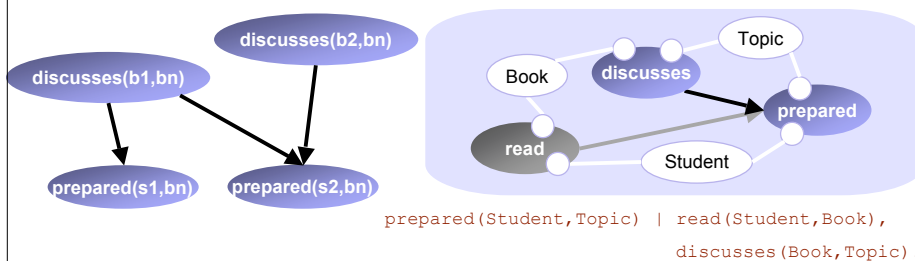 discusses(b1,bn)
discusses(b2,bn)
prepared(s1,bn)
prepared(s2,bn)
Book
discusses
Topic
prepared
read
Student
prepared(Student,Topic) | read(Student,Book),
discusses(Book,Topic)